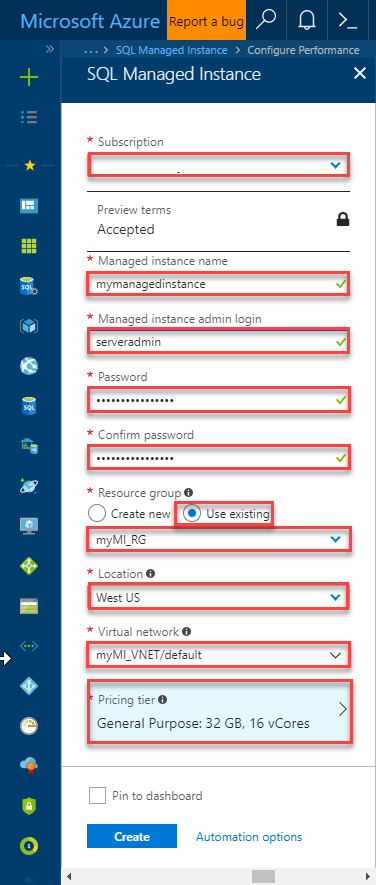 Microsoft Azure
Report a bug
... > SQL Managed Instance > Configure Performance
SQL Managed Instance
* Subscription
Preview terms
Accepted
* Managed instance name
mymanagedinstance
* Managed instance admin login
serveradmin
* Password
••••••••••••••••
* Confirm password
••••••••••••••••
* Resource group
Create new Use existing
myMI_RG
* Location
West US
* Virtual network
myMI_VNET/default
* Pricing tier
General Purpose: 32 GB, 16 vCores
Pin to dashboard
Create Automation options